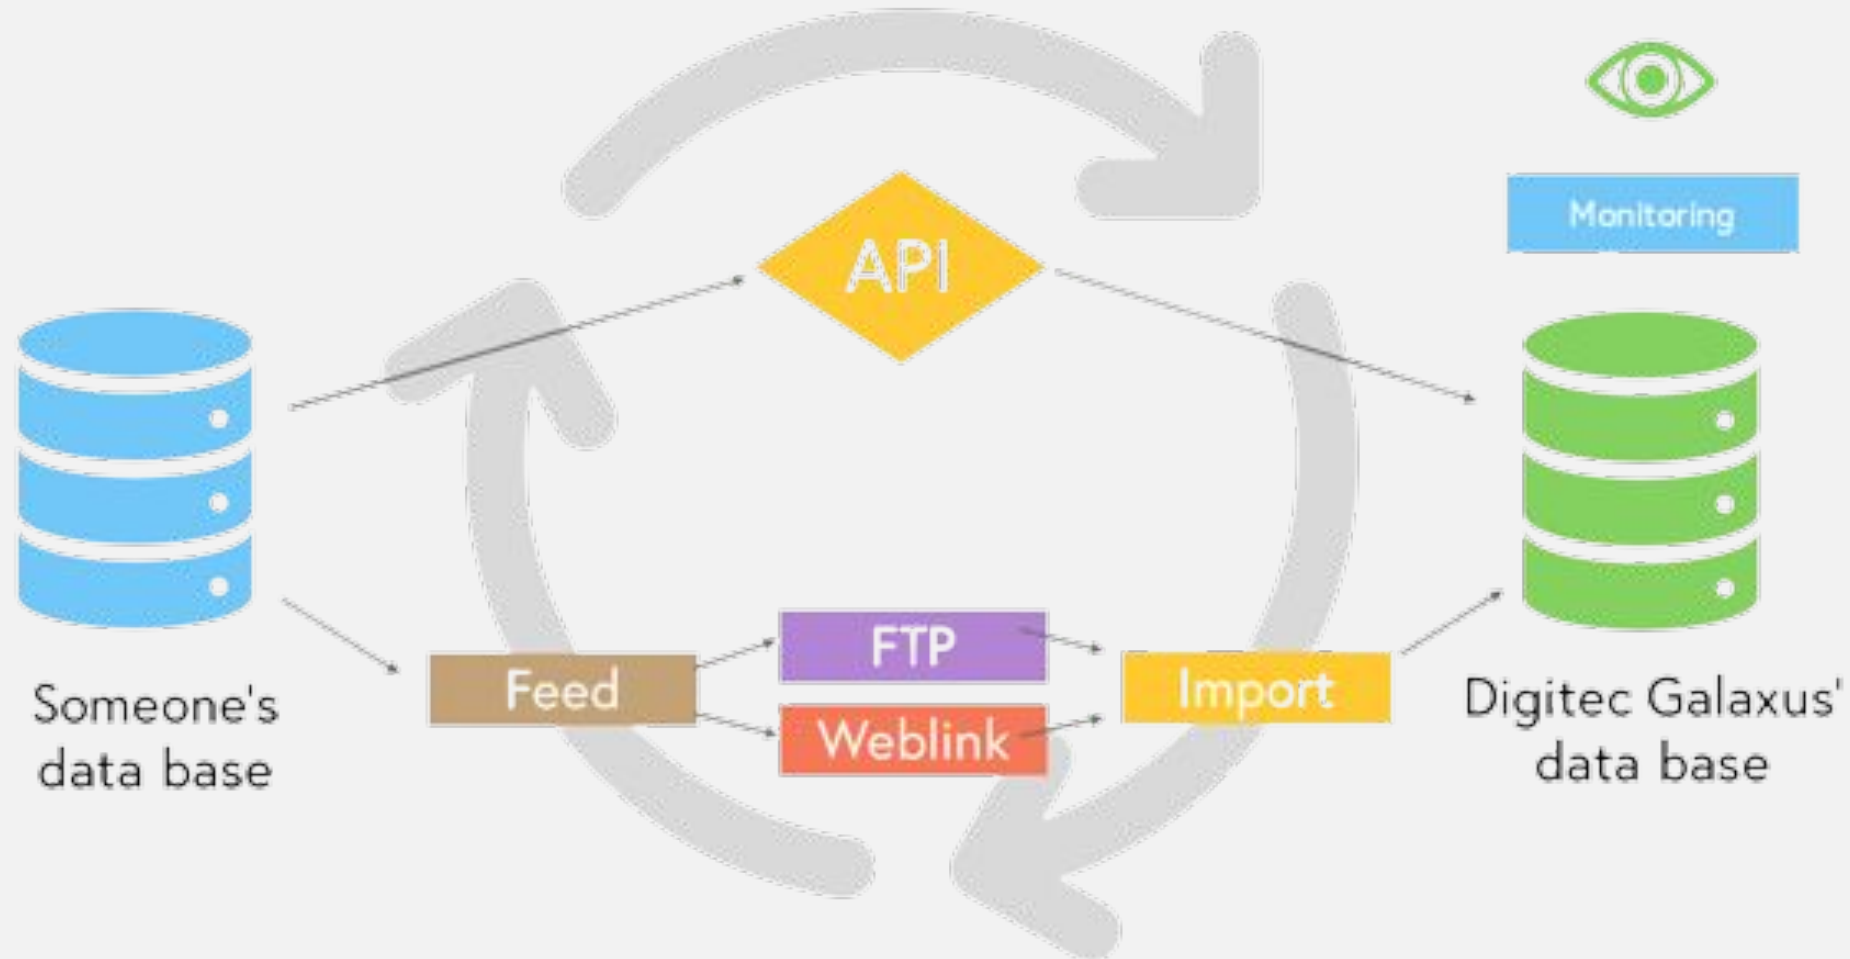 Monitoring
API
FTP
Feed
Import
Weblink
Someone's
data base
Digitec Galaxus'
data base